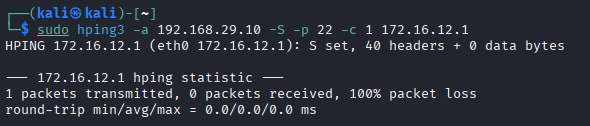 ┌──(kali㉿kali)-[~]
└─$ sudo hping3 -a 192.168.29.10 -S -p 22 -c 1 172.16.12.1
HPING 172.16.12.1 (eth0 172.16.12.1): S set, 40 headers + 0 data bytes

--- 172.16.12.1 hping statistic ---
1 packets transmitted, 0 packets received, 100% packet loss
round-trip min/avg/max = 0.0/0.0/0.0 ms